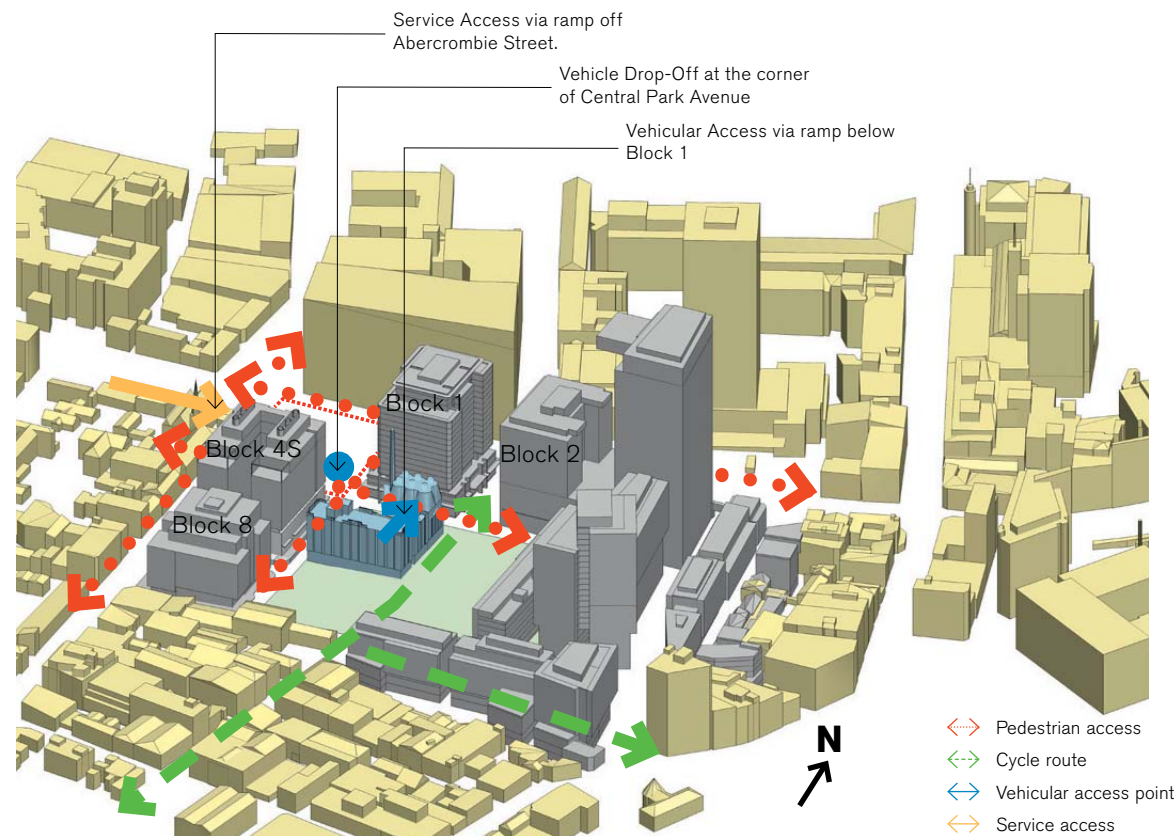 Service Access via ramp off
Abercrombie Street.
Vehicle Drop-Off at the corner
of Central Park Avenue
Vehicular Access via ramp below
Block 1
Block 1
Block 4S
Block 2
Block 8
N
Pedestrian access
Cycle route
Vehicular access point
Service access